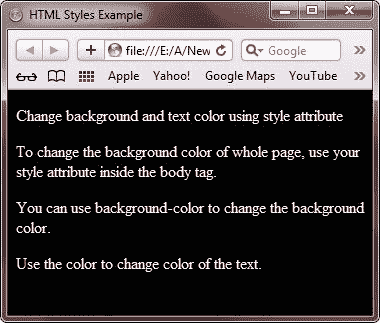 HTML Styles Example
file:///E:/A/New
Google
Apple Yahoo! Google Maps YouTube
Change background and text color using style attribute
To change the background color of whole page, use your
style attribute inside the body tag.
You can use background-color to change the background
color.
Use the color to change color of the text.